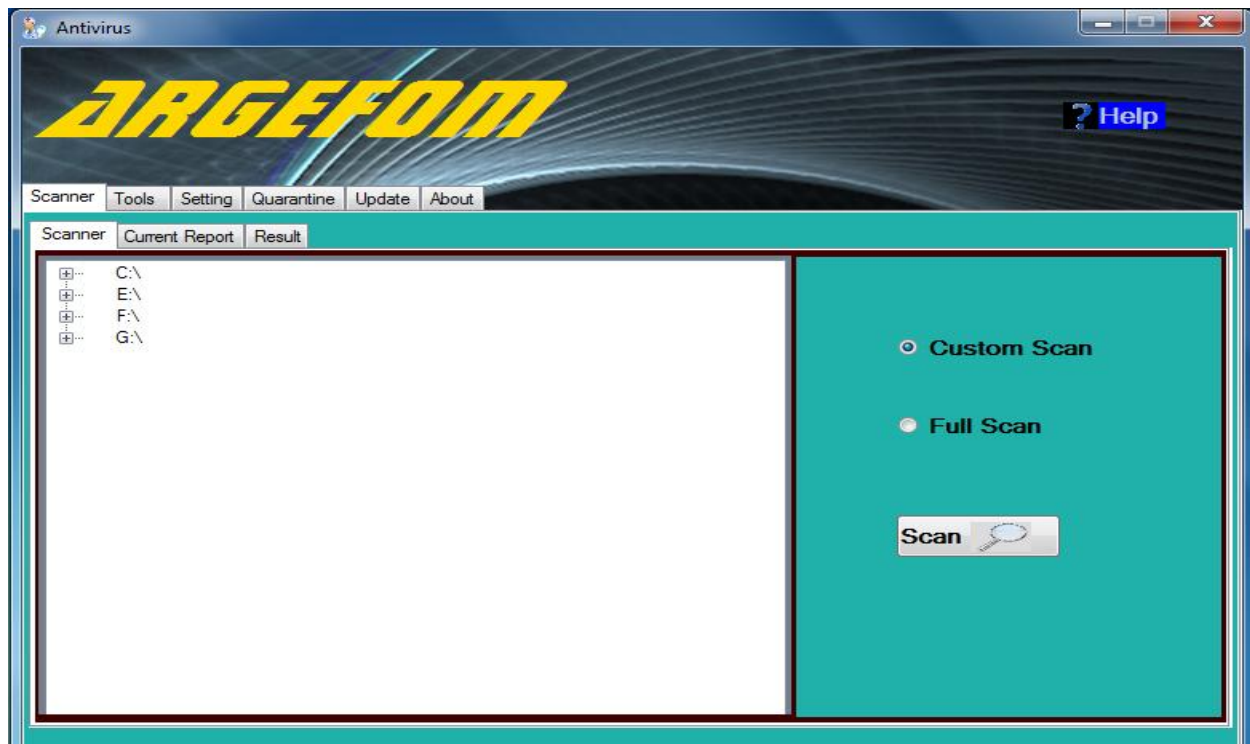 Antivirus
ARGEFOM
? Help
Scanner Tools Setting Quarantine Update About
Scanner Current Report Result
C:\
E:\
F:\
G:\
Custom Scan
Full Scan
Scan